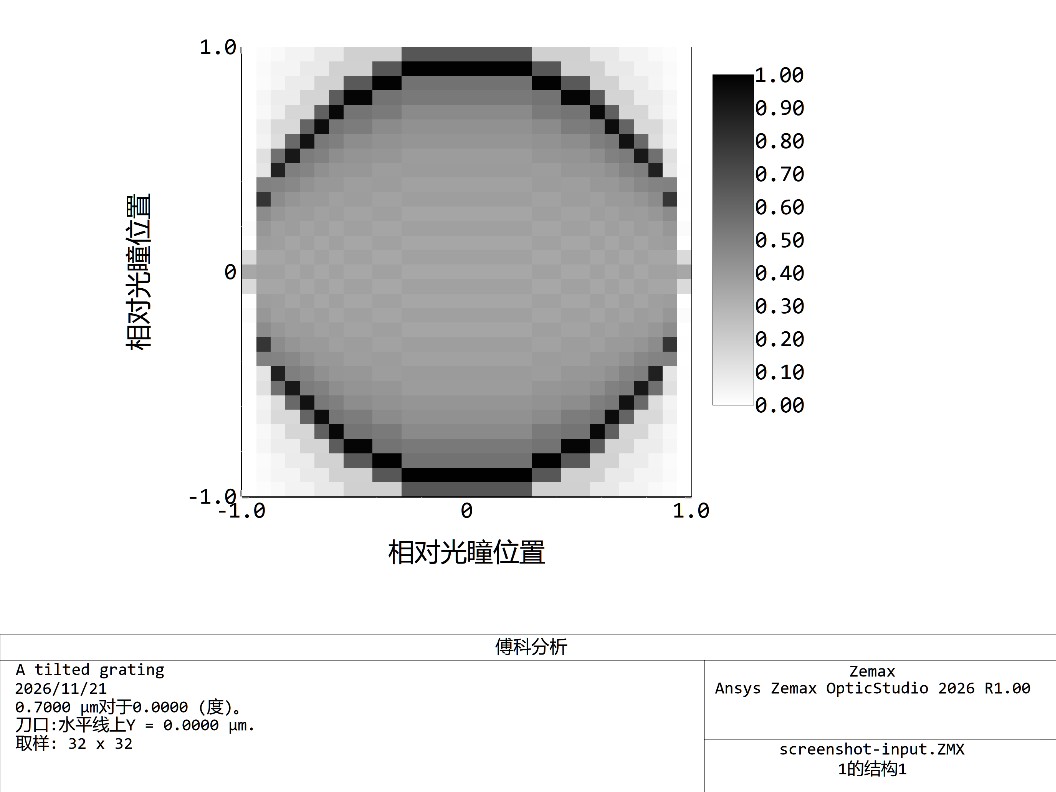 1.0
0
-1.0
-1.0
0
1.0
相对光瞳位置
相对光瞳位置
1.00
0.90
0.80
0.70
0.60
0.50
0.40
0.30
0.20
0.10
0.00
傅科分析
A tilted grating
2026/11/21
0.7000 µm对于0.0000 (度)。
刀口:水平线上Y = 0.0000 µm.
取样: 32 x 32
Zemax
Ansys Zemax OpticStudio 2026 R1.00
screenshot-input.ZMX
1的结构1